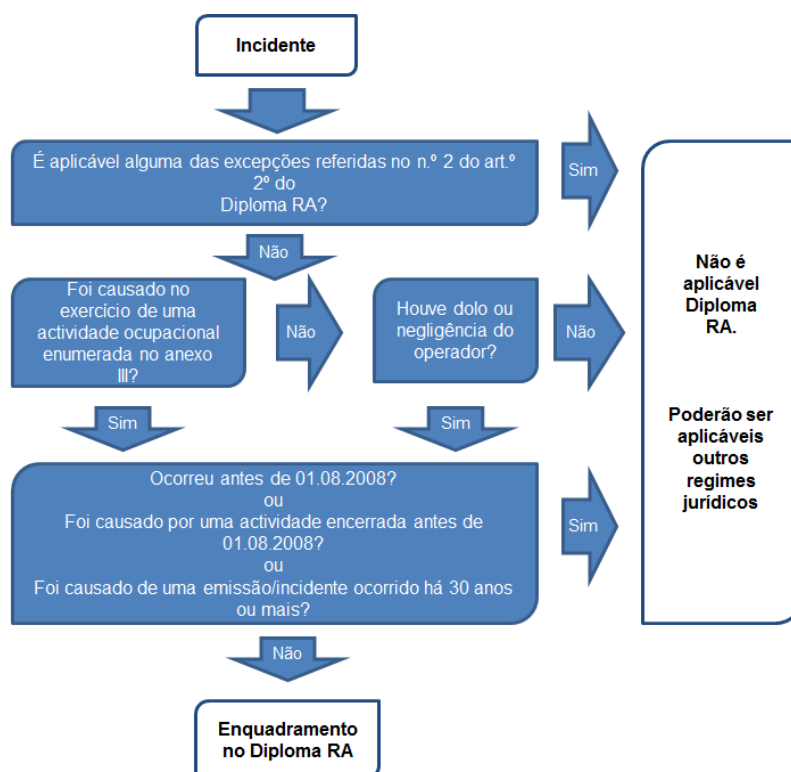 Incidente
É aplicável alguma das excepções referidas no n.º 2 do art.º
2º do
Diploma RA?
Sim
Não
Foi causado no
exercício de uma
actividade ocupacional
enumerada no anexo
III?
Não
Houve dolo ou
negligência do
operador?
Não
Não é
aplicável
Diploma
RA.
Poderão ser
aplicáveis
outros
regimes
jurídicos
Sim
Sim
Ocorreu antes de 01.08.2008?
ou
Foi causado por uma actividade encerrada antes de
01.08.2008?
ou
Foi causado de uma emissão/incidente ocorrido há 30 anos
ou mais?
Sim
Não
Enquadramento
no Diploma RA